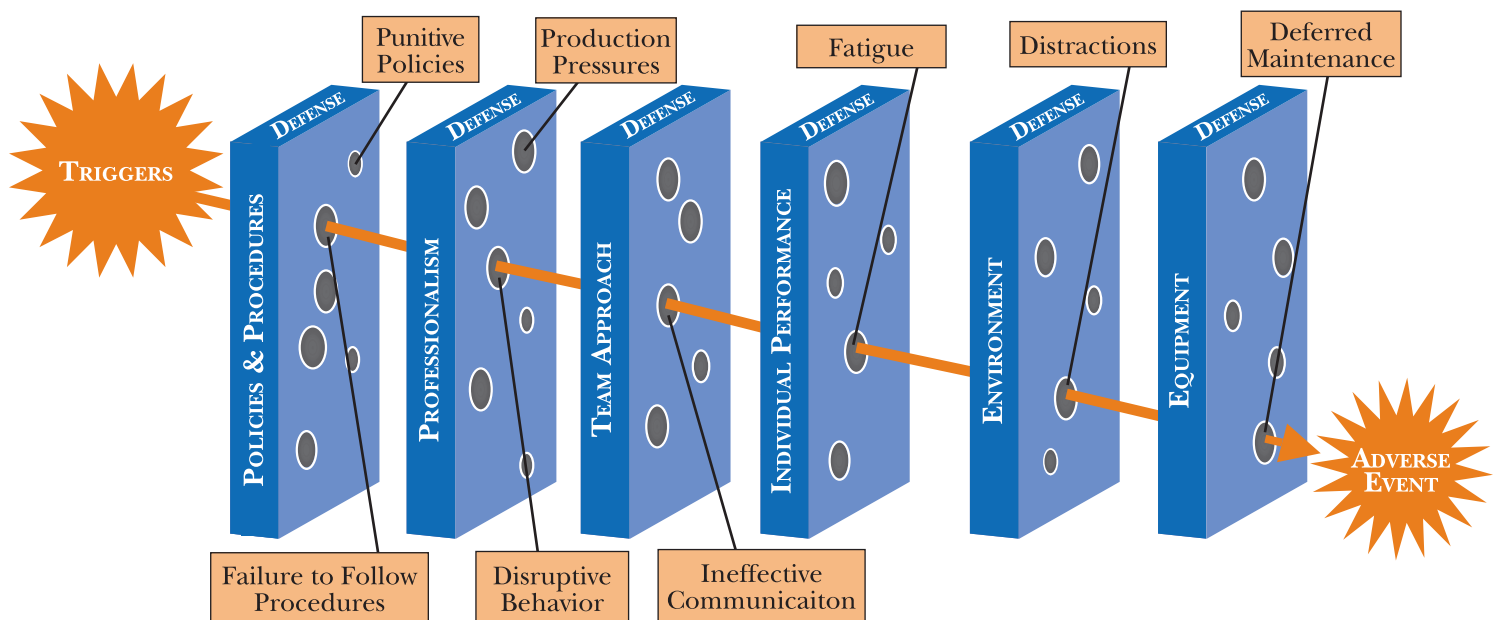 Punitive
Policies
Production
Pressures
Fatigue
Distractions
Deferred
Maintenance
TRIGGERS
DEFENSE
DEFENSE
DEFENSE
DEFENSE
DEFENSE
DEFENSE
POLICIES & PROCEDURES
PROFESSIONALISM
TEAM APPROACH
INDIVIDUAL PERFORMANCE
ENVIRONMENT
EQUIPMENT
ADVERSE
EVENT
Failure to Follow
Procedures
Disruptive
Behavior
Ineffective
Communicaiton